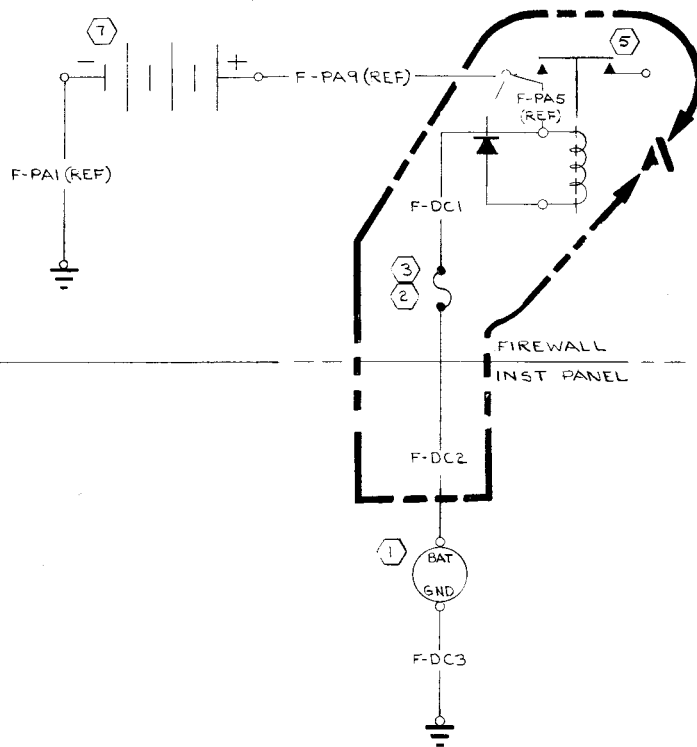 7
5
-
+
F-PA9 (REF)
F-PA5
(REF)
F-PA1 (REF)
F-DC1
3
2
A
FIREWALL
INST PANEL
F-DC2
1
BAT
GND
F-DC3